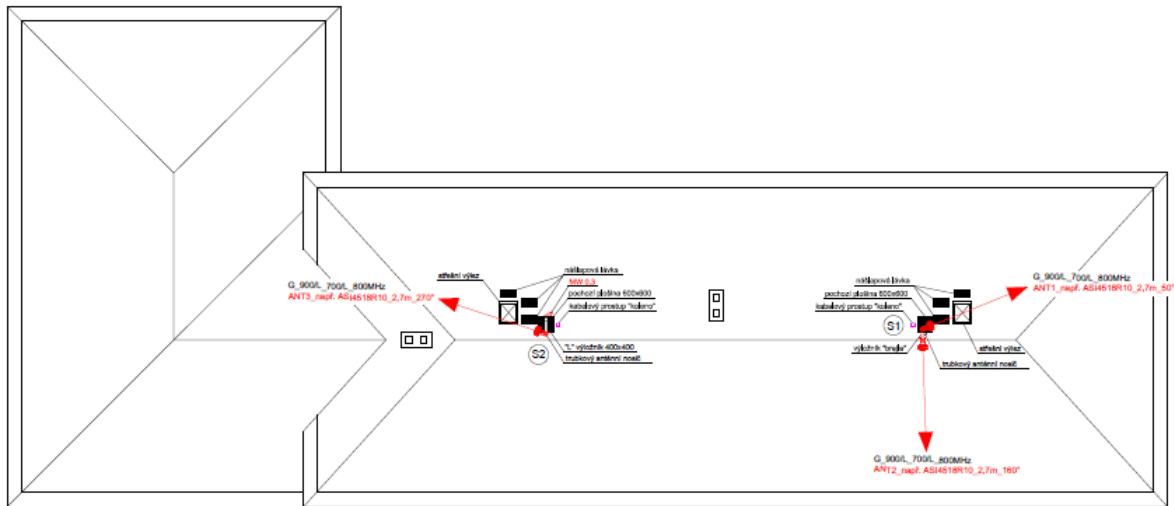 G_900/L_700/L_800MHz
ANT3_např. ASI4518R10_2,7m_270°
střešní výlez
nášlapová lávka
MW 0,3
pochozí plošina 600x600
kabelový prostup "koleno"
S2
"L" výložník 400x400
trubkový anténní nosič
G_900/L_700/L_800MHz
ANT1_např. ASI4518R10_2,7m_50°
nášlapová lávka
pochozí plošina 600x600
kabelový prostup "koleno"
S1
výložník "brejle"
střešní výlez
trubkový anténní nosič
G_900/L_700/L_800MHz
ANT2_např. ASI4518R10_2,7m_160°